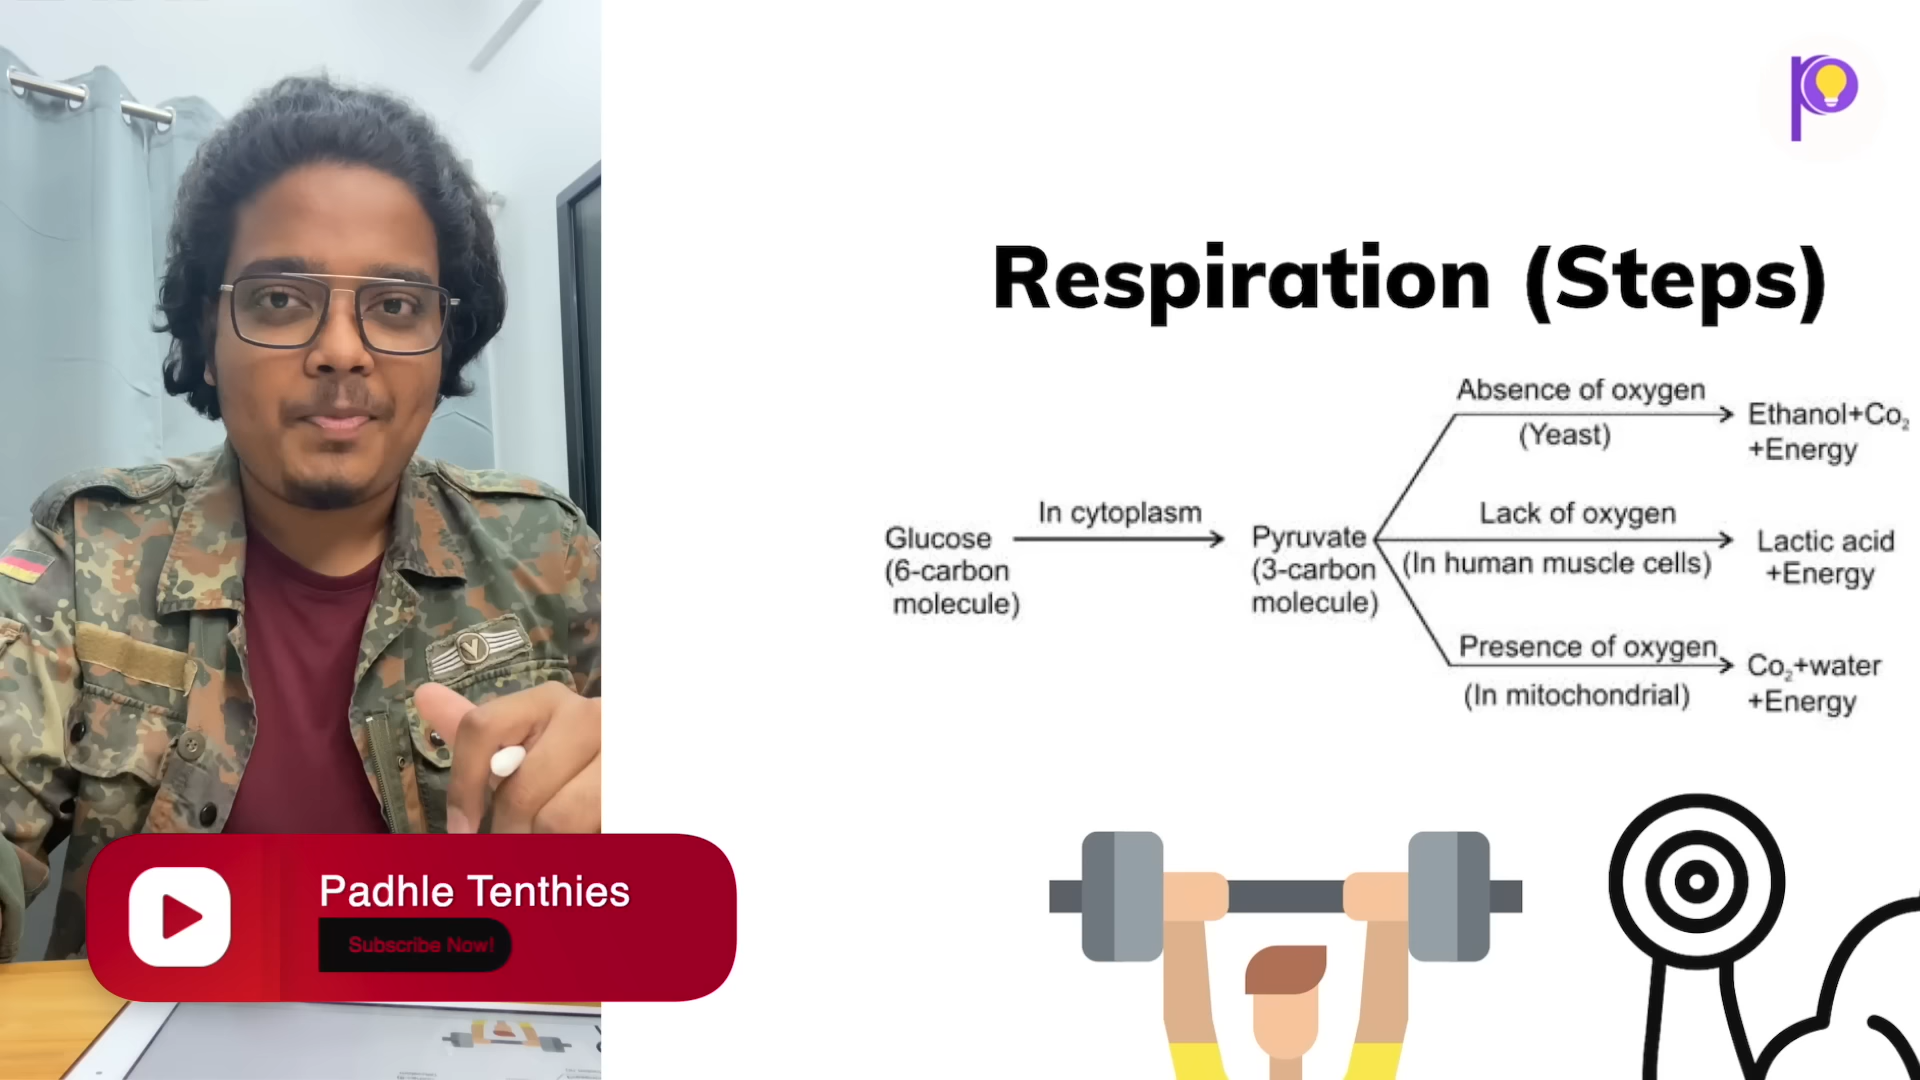 Respiration (Steps)
Absence of oxygen
(Yeast)
Ethanol+Co₂
+Energy
In cytoplasm
Glucose
(6-carbon
molecule)
Pyruvate
(3-carbon
molecule)
Lack of oxygen
(In human muscle cells)
Lactic acid
+Energy
Presence of oxygen
(In mitochondrial)
Co₂+water
+Energy
Padhle Tenthies
Subscribe Now!